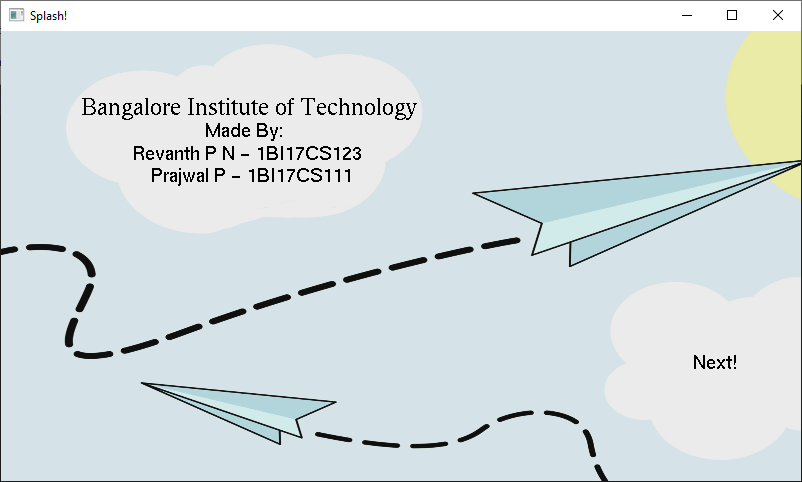 Splash!
Bangalore Institute of Technology
Made By:
Revanth P N - 1BI17CS123
Prajwal P - 1BI17CS111
Next!